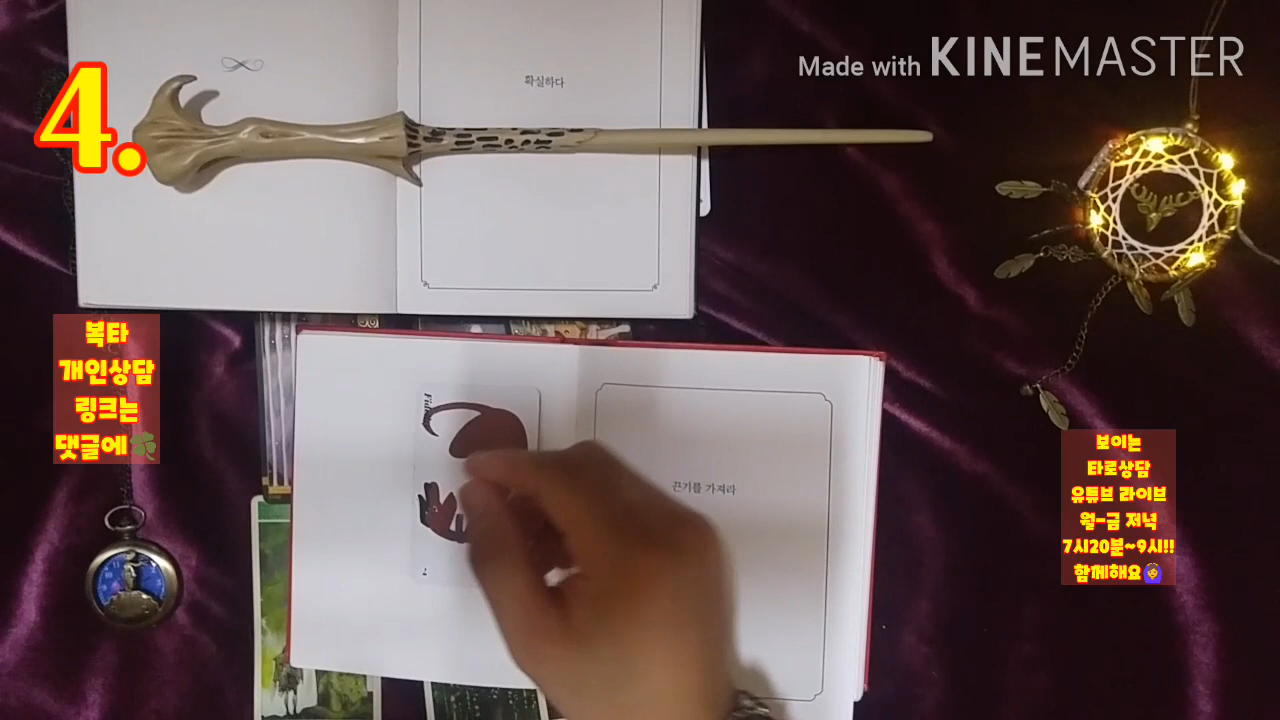 Made with KINEMASTER
확실하다
4.
복타
개인상담
링크는
댓글에🍀
끈기를 가져라
보이는
타로상담
유튜브 라이브
월-금 저녁
7시20분~9시!!
함께해요🙆‍♀️